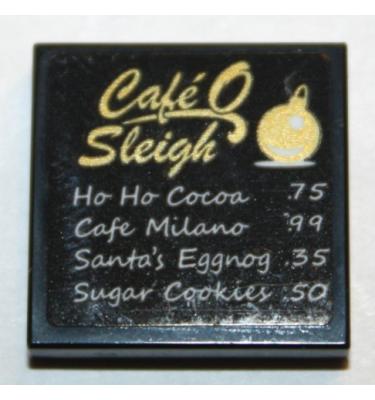 Café O
Sleigh
Ho Ho Cocoa .75
Cafe Milano .99
Santa's Eggnog .35
Sugar Cookies .50